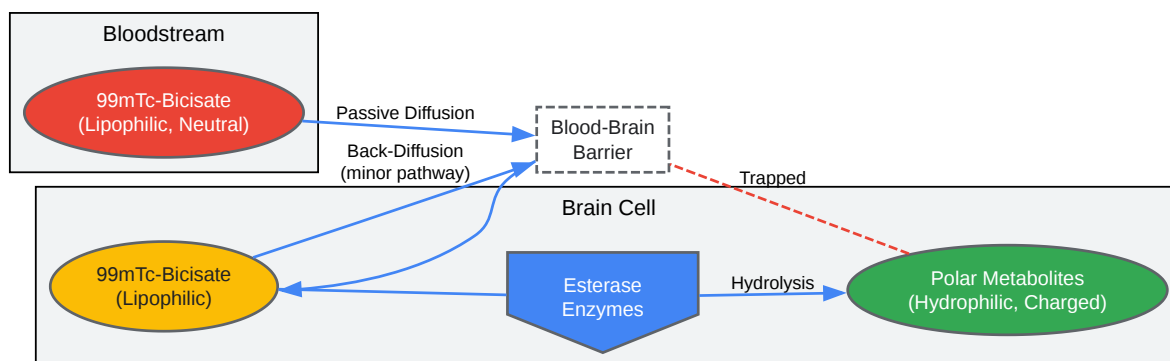 Bloodstream
99mTc-Bicisate
(Lipophilic, Neutral)
Passive Diffusion
Blood-Brain
Barrier
Back-Diffusion
(minor pathway)
Trapped
Brain Cell
99mTc-Bicisate
(Lipophilic)
Esterase
Enzymes
Hydrolysis
Polar Metabolites
(Hydrophilic, Charged)